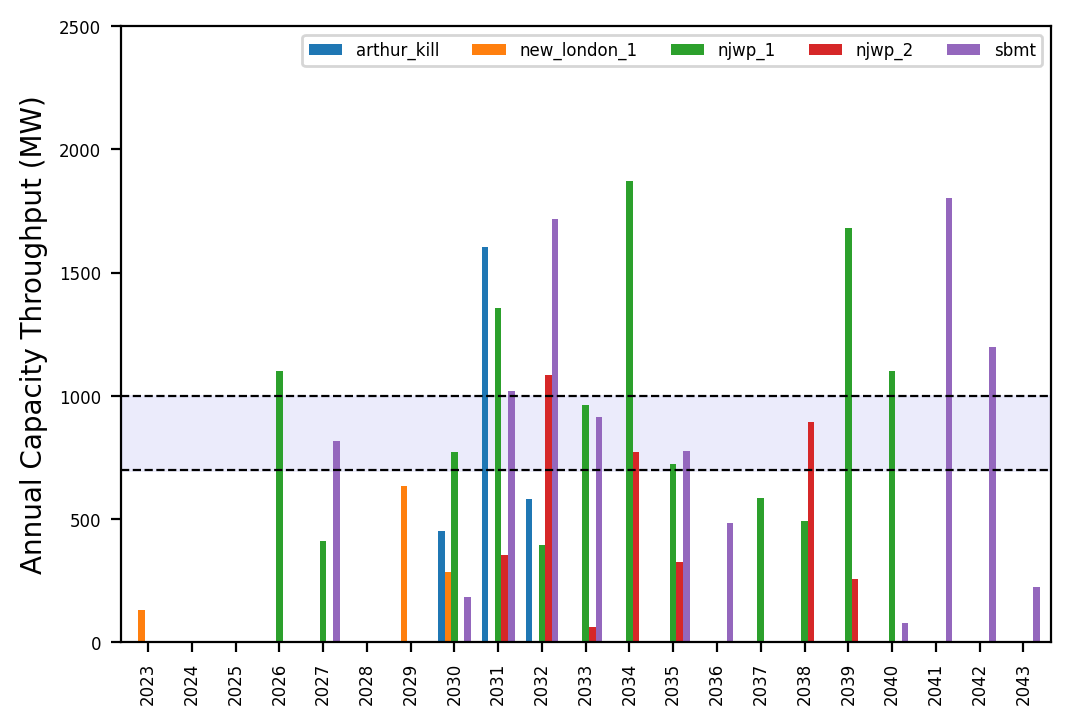 Annual Capacity Throughput (MW)
2500
2000
1500
1000
500
0
arthur_kill new_london_1 njwp_1 njwp_2 sbmt
2023 2024 2025 2026 2027 2028 2029 2030 2031 2032 2033 2034 2035 2036 2037 2038 2039 2040 2041 2042 2043